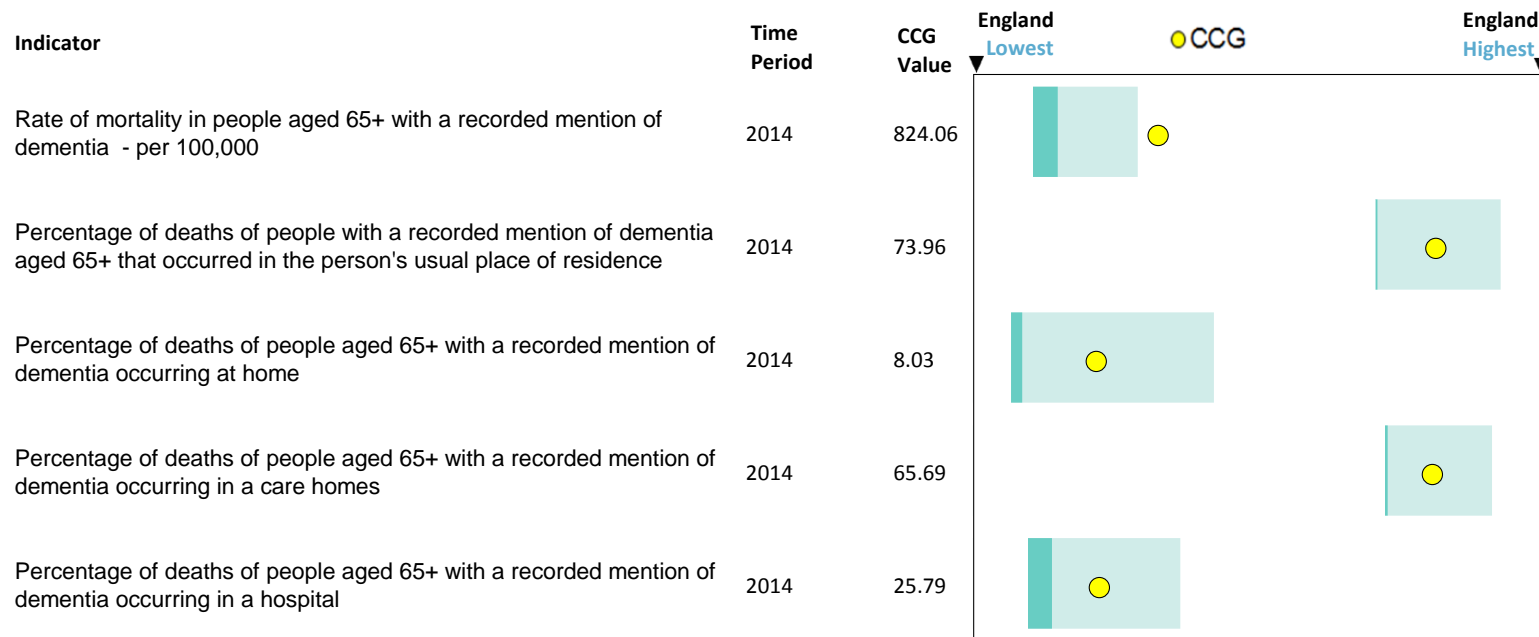 Indicator
Time Period
CCG Value
England Lowest
CCG
England Highest
Rate of mortality in people aged 65+ with a recorded mention of
dementia - per 100,000
2014
824.06
Percentage of deaths of people with a recorded mention of dementia
aged 65+ that occurred in the person's usual place of residence
2014
73.96
Percentage of deaths of people aged 65+ with a recorded mention of
dementia occurring at home
2014
8.03
Percentage of deaths of people aged 65+ with a recorded mention of
dementia occurring in a care homes
2014
65.69
Percentage of deaths of people aged 65+ with a recorded mention of
dementia occurring in a hospital
2014
25.79